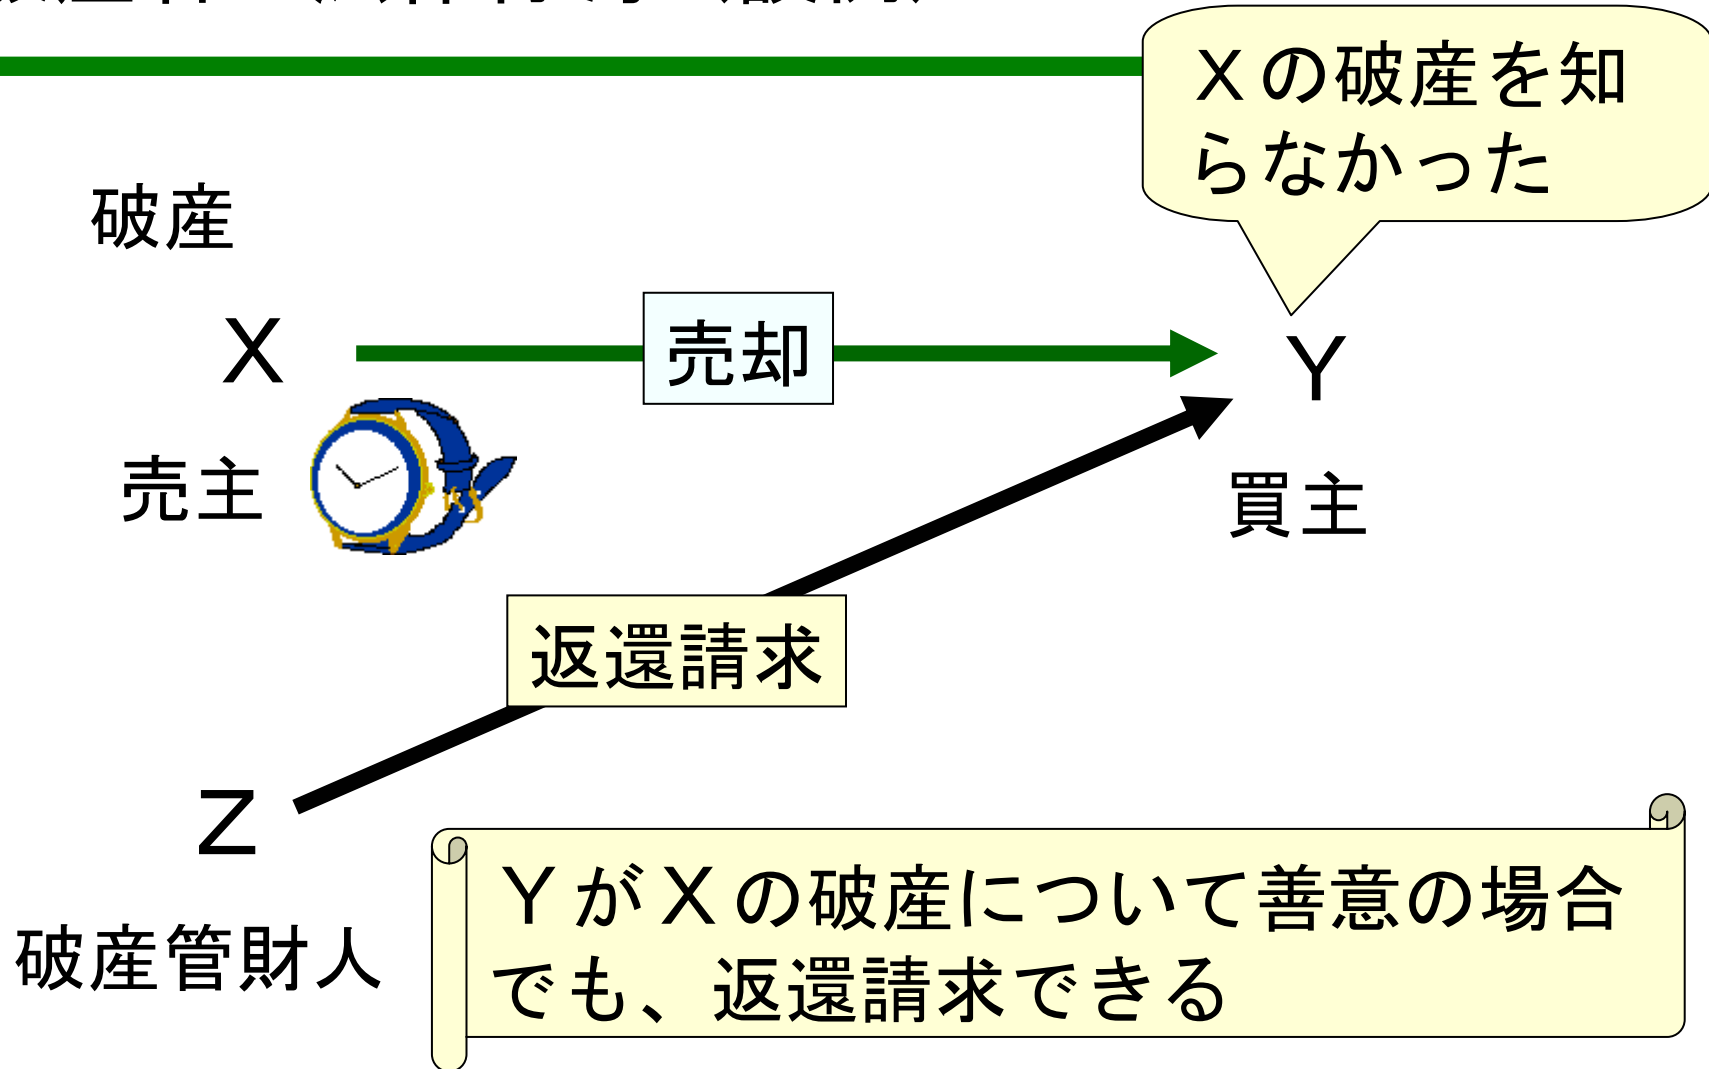 Xの破産を知
らなかった
破産
X
売却
Y
売主
買主
返還請求
Z
破産管財人
YがXの破産について善意の場合
でも、返還請求できる